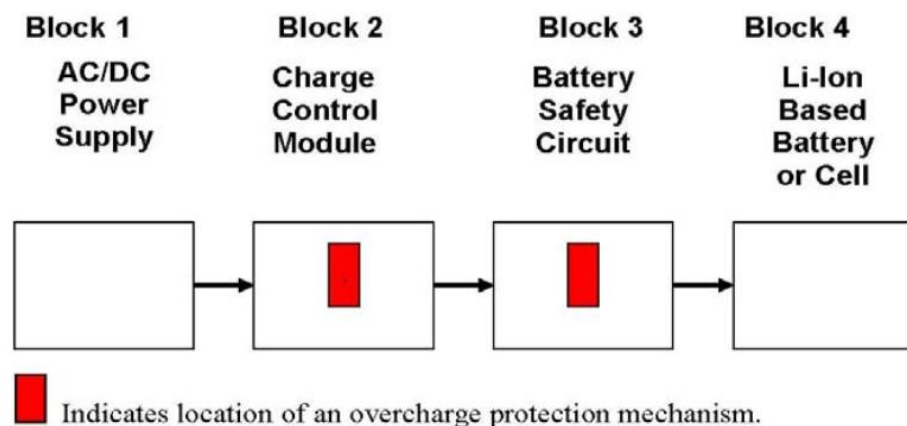 Block 1
AC/DC
Power
Supply
Block 2
Charge
Control
Module
Block 3
Battery
Safety
Circuit
Block 4
Li-Ion
Based
Battery
or Cell
Indicates location of an overcharge protection mechanism.